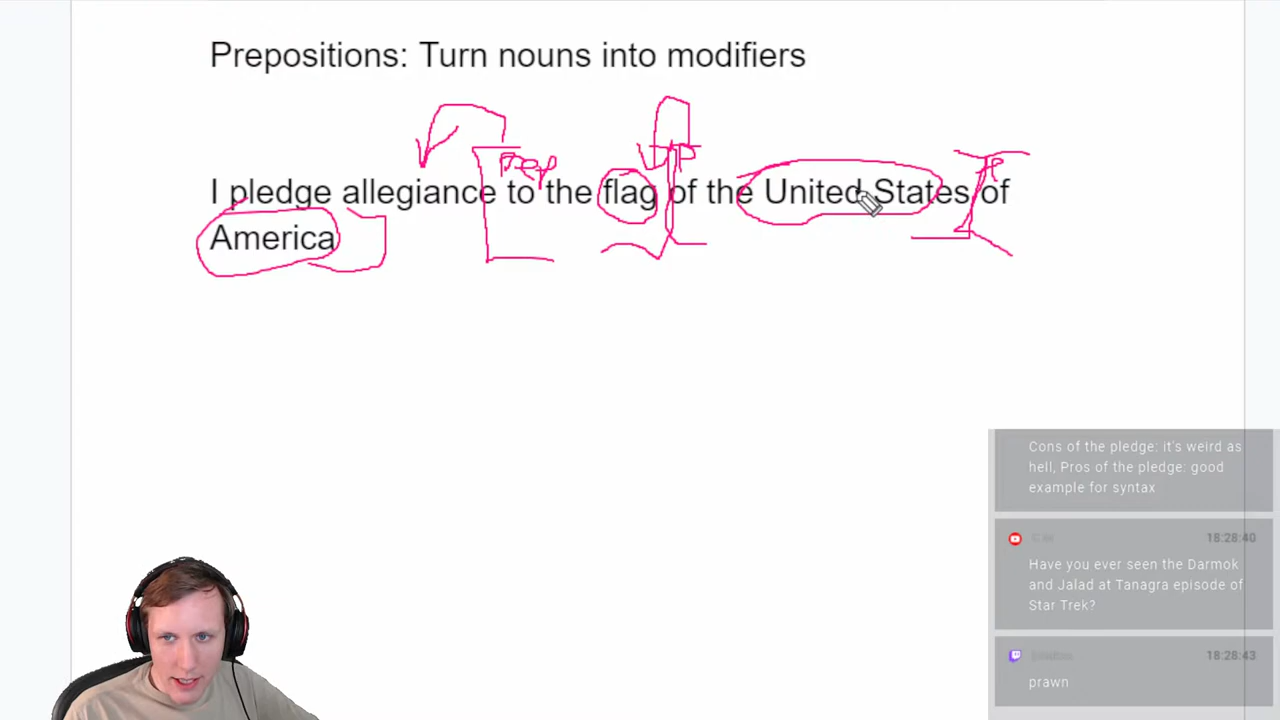 Prepositions: Turn nouns into modifiers
Prep
P
P
I pledge allegiance to the flag of the United States of
America
Cons of the pledge: it's weird as
hell, Pros of the pledge: good
example for syntax
18:28:40
Have you ever seen the Darmok
and Jalad at Tanagra episode of
Star Trek?
18:28:43
prawn